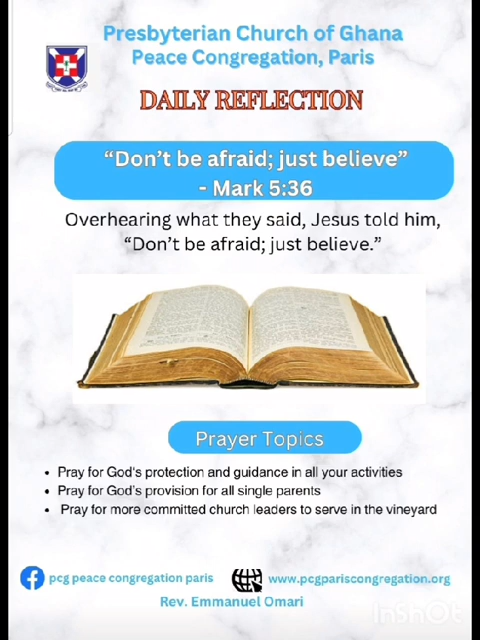 Presbyterian Church of Ghana
Peace Congregation, Paris
DAILY REFLECTION
“Don’t be afraid; just believe”
- Mark 5:36
Overhearing what they said, Jesus told him,
“Don’t be afraid; just believe.”
Prayer Topics
• Pray for God's protection and guidance in all your activities
• Pray for God’s provision for all single parents
• Pray for more committed church leaders to serve in the vineyard
pcg peace congregation paris
www.pcgpariscongregation.org
Rev. Emmanuel Omari
InShOt